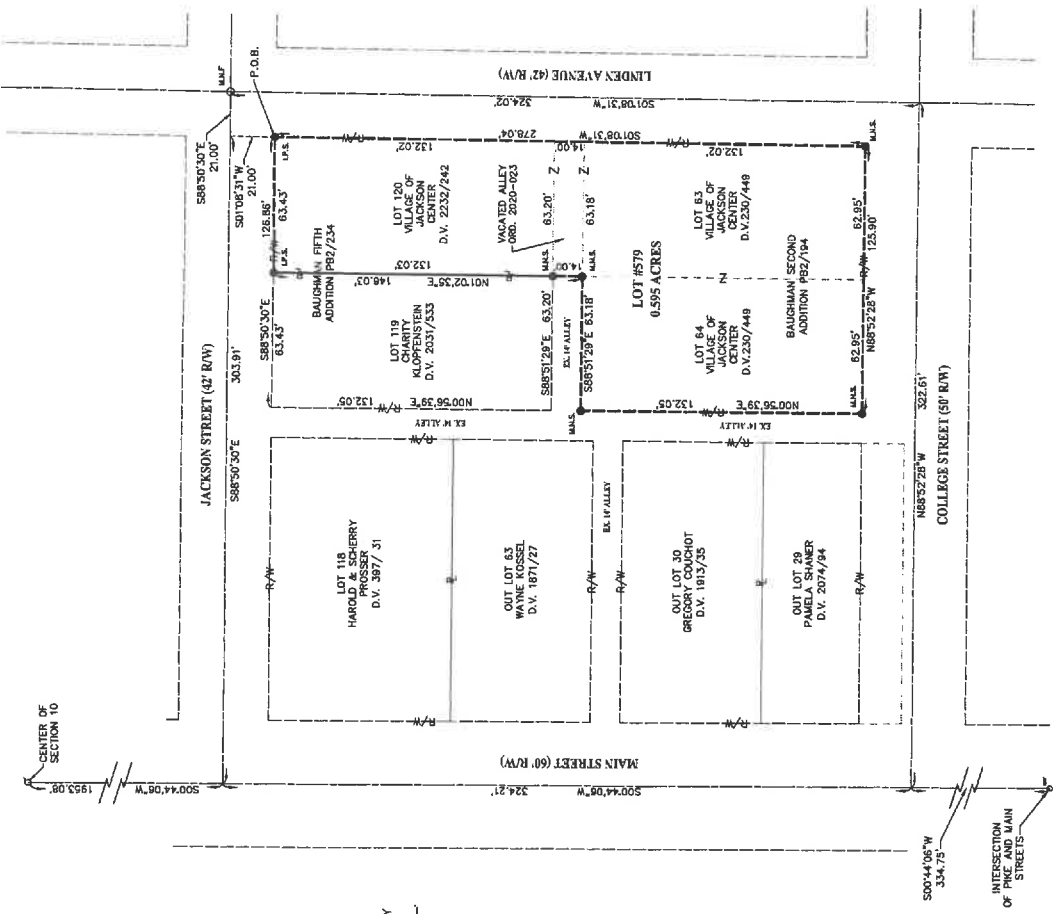 CENTER OF
SECTION 10
1953.08'
S00°44'06"W
JACKSON STREET (42' R/W)
S88°50'30"E
303.91'
M.N.F
S88°50'30"E
21.00'
S01°08'31"W
21.00'
P.O.B.
LINDEN AVENUE (42' R/W)
324.02'
S01°08'31"W
278.04'
S01°08'31"W
R/W
132.02'
14.00'
132.02'
R/W
I.P.S.
126.86'
63.43'
R/W
I.P.S.
S88°50'30"E
63.43'
BAUGHMAN FIFTH
ADDITION PB2/234
LOT 120
VILLAGE OF
JACKSON
CENTER
D.V. 2232/242
132.03'
146.03'
N01°02'35"E
LOT 119
CHARITY
KLOPFENSTEIN
D.V. 2031/533
132.05'
R/W
N00°56'39"E
VACATED ALLEY
ORD. 2020-023
Z
Z
63.20'
63.18'
M.N.S.
14.00'
M.N.S.
S88°51'29"E 63.20'
EX. 14' ALLEY
S88°51'29"E 63.18'
M.N.S.
LOT #579
0.595 ACRES
LOT 63
VILLAGE OF
JACKSON
CENTER
D.V.230/449
Z
LOT 64
VILLAGE OF
JACKSON
CENTER
D.V.230/449
BAUGHMAN SECOND
ADDITION PB2/194
132.05'
R/W
N00°56'39"E
M.N.S.
62.95'
R/W
125.90'
62.95'
N88°52'28"W
M.N.S.
EX 14' ALLEY
EX 14' ALLEY
R/W
R/W
LOT 118
HAROLD & SCHERRY
PROSSER
D.V. 397/ 31
OUT LOT 63
WAYNE KOSSEL
D.V. 1871/27
R/W
EX. 14' ALLEY
R/W
R/W
OUT LOT 30
GREGORY COUCHOT
D.V. 1913/35
OUT LOT 29
PAMELA SHANER
D.V. 2074/94
R/W
R/W
R/W
MAIN STREET (60' R/W)
324.21'
S00°44'06"W
N88°52'28"W
322.61'
COLLEGE STREET (50' R/W)
S00°44'06"W
334.75'
INTERSECTION
OF PIKE AND MAIN
STREETS